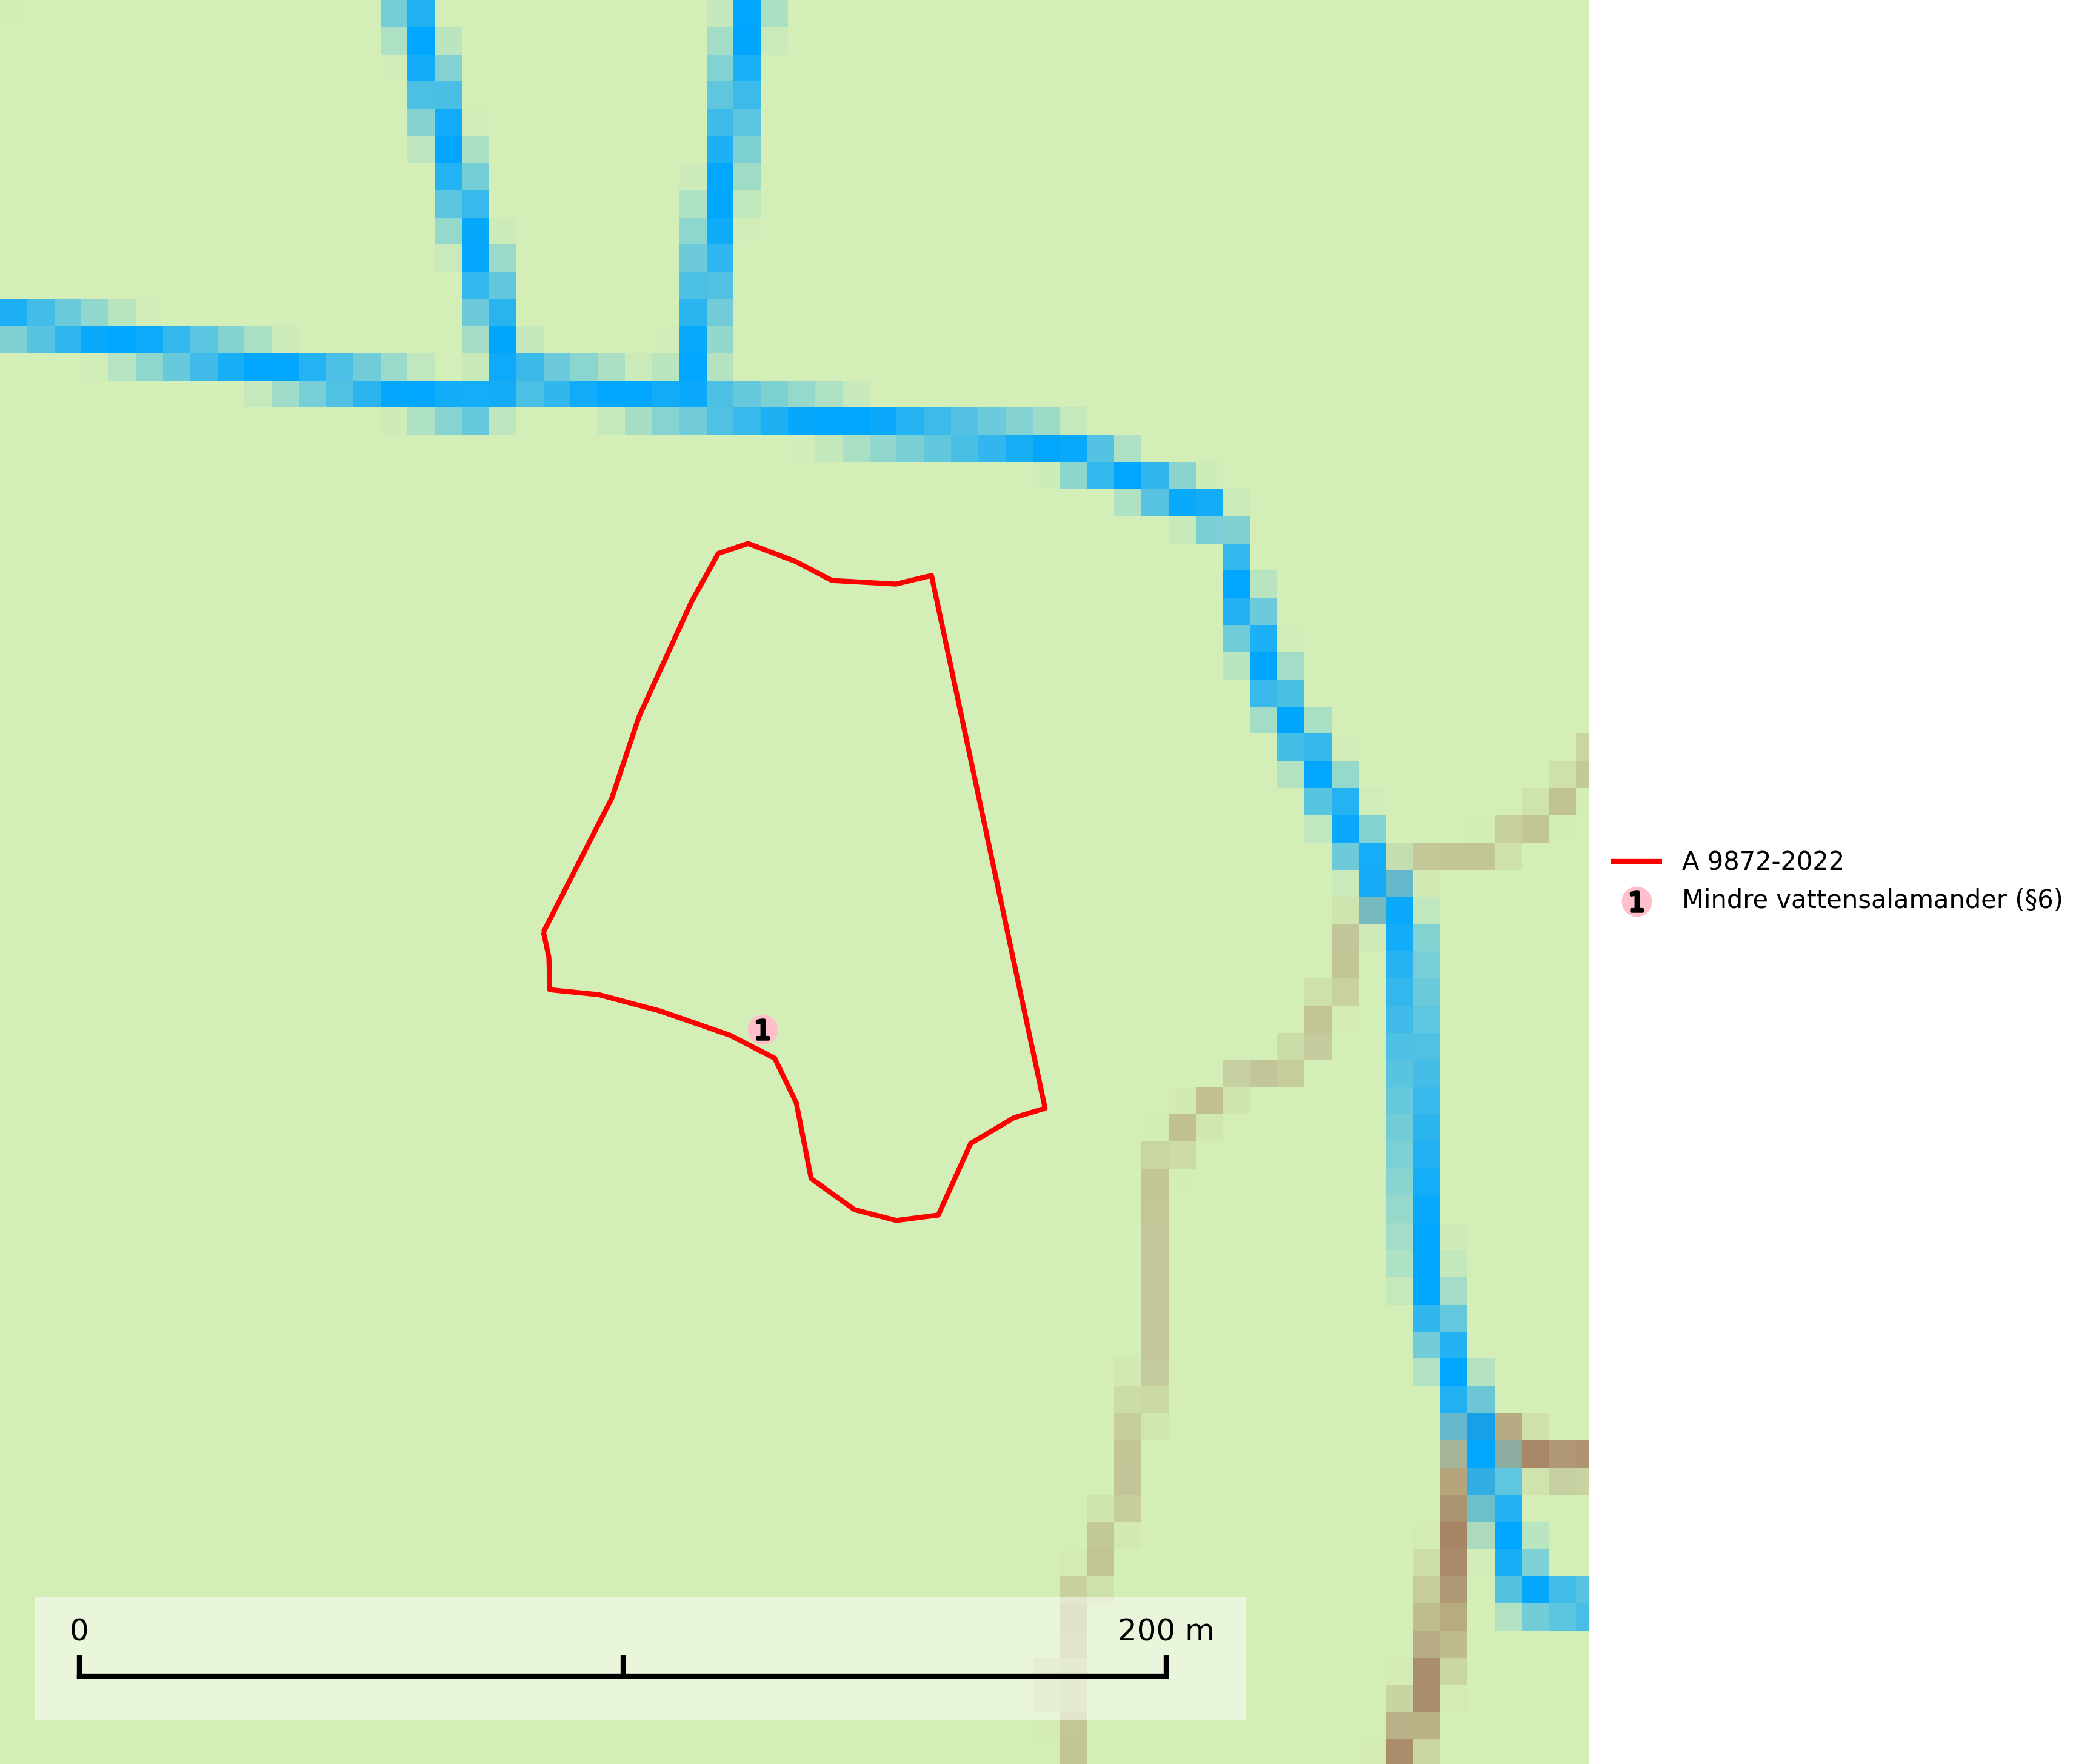 A 9872-2022
1 Mindre vattensalamander (§6)
1
0 200 m